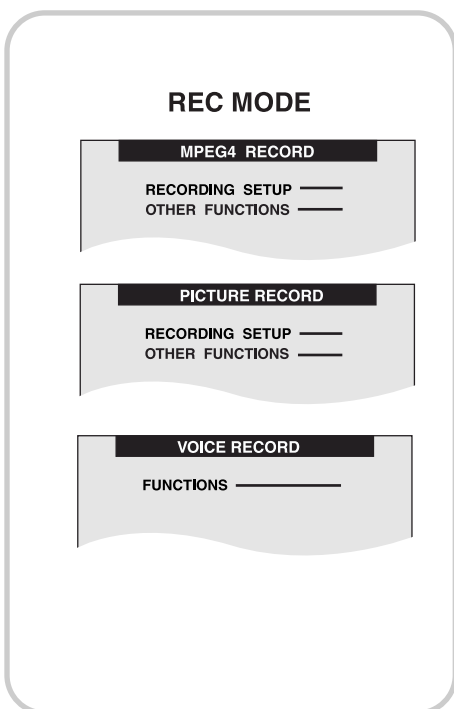 REC MODE
MPEG4 RECORD
RECORDING SETUP
OTHER FUNCTIONS
PICTURE RECORD
RECORDING SETUP
OTHER FUNCTIONS
VOICE RECORD
FUNCTIONS